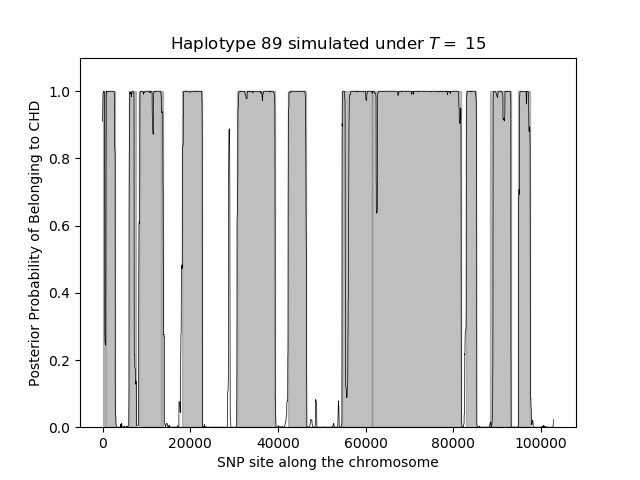 Haplotype 89 simulated under T = 15
Posterior Probability of Belonging to CHD
1.0
0.8
0.6
0.4
0.2
0.0
0 20000 40000 60000 80000 100000
SNP site along the chromosome